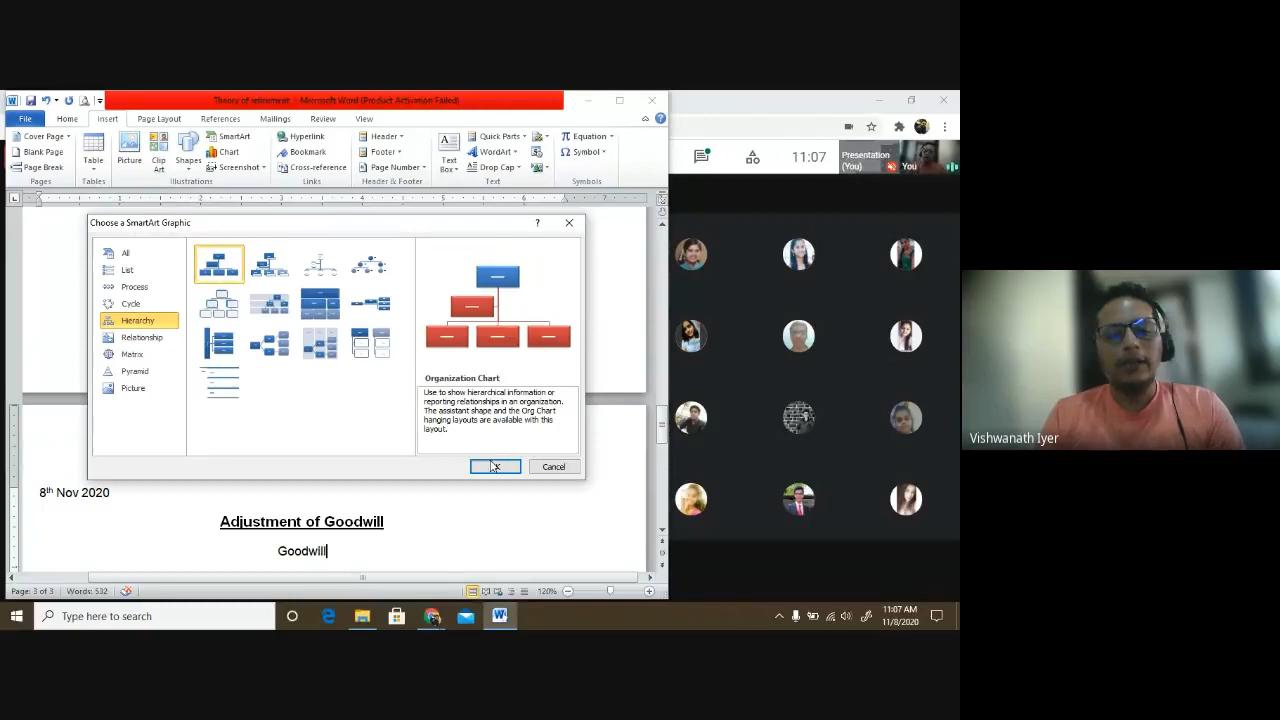 Theory of retirement - Microsoft Word (Product Activation Failed)
File Home Insert Page Layout References Mailings Review View
Cover Page
Blank Page
Page Break
Pages
Table
Tables
Picture
Clip Art
Shapes
SmartArt
Chart
Screenshot
Illustrations
Hyperlink
Bookmark
Cross-reference
Links
Header
Footer
Page Number
Header & Footer
Text Box
Quick Parts
WordArt
Drop Cap
Text
Equation
Symbol
Symbols
11:07
Presentation (You)
You
Choose a SmartArt Graphic
All
List
Process
Cycle
Hierarchy
Relationship
Matrix
Pyramid
Picture
Organization Chart
Use to show hierarchical information or
reporting relationships in an organization.
The assistant shape and the Org Chart
hanging layouts are available with this
layout.
Cancel
8th Nov 2020
Adjustment of Goodwill
Goodwill
Page: 3 of 3 Words: 532 120%
Type here to search
11:07 AM
11/8/2020
Vishwanath Iyer